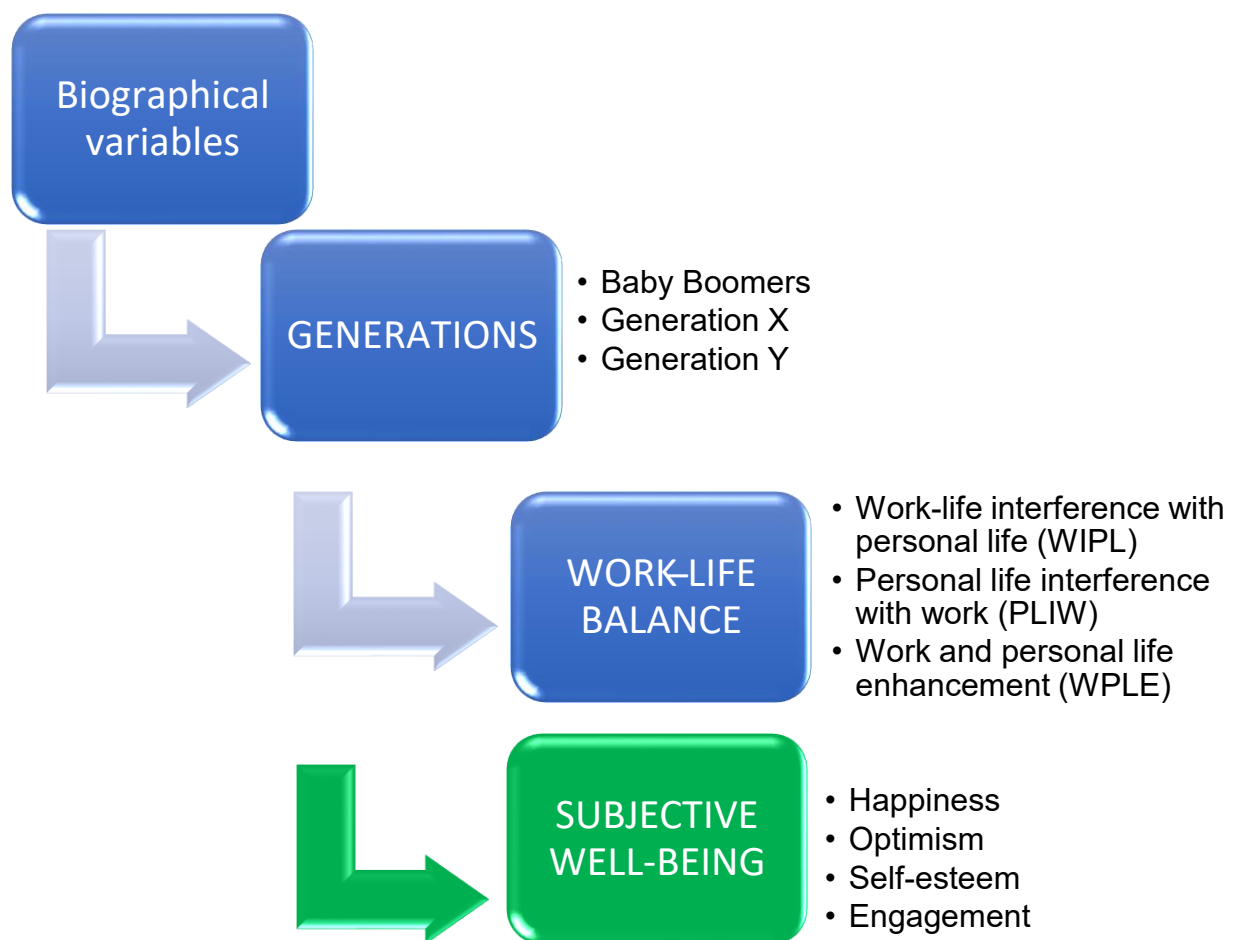 Biographical
variables
GENERATIONS
• Baby Boomers
• Generation X
• Generation Y
WORK–LIFE
BALANCE
• Work-life interference with
personal life (WIPL)
• Personal life interference
with work (PLIW)
• Work and personal life
enhancement (WPLE)
SUBJECTIVE
WELL-BEING
• Happiness
• Optimism
• Self-esteem
• Engagement